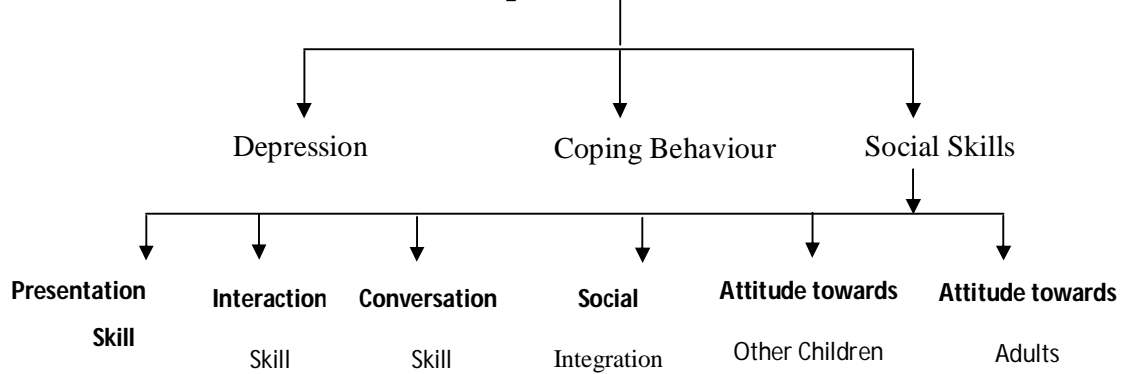 Depression Coping Behaviour Social Skills
Presentation Interaction Conversation Social Attitude towards Attitude towards
Skill Skill Skill Integration Other Children Adults